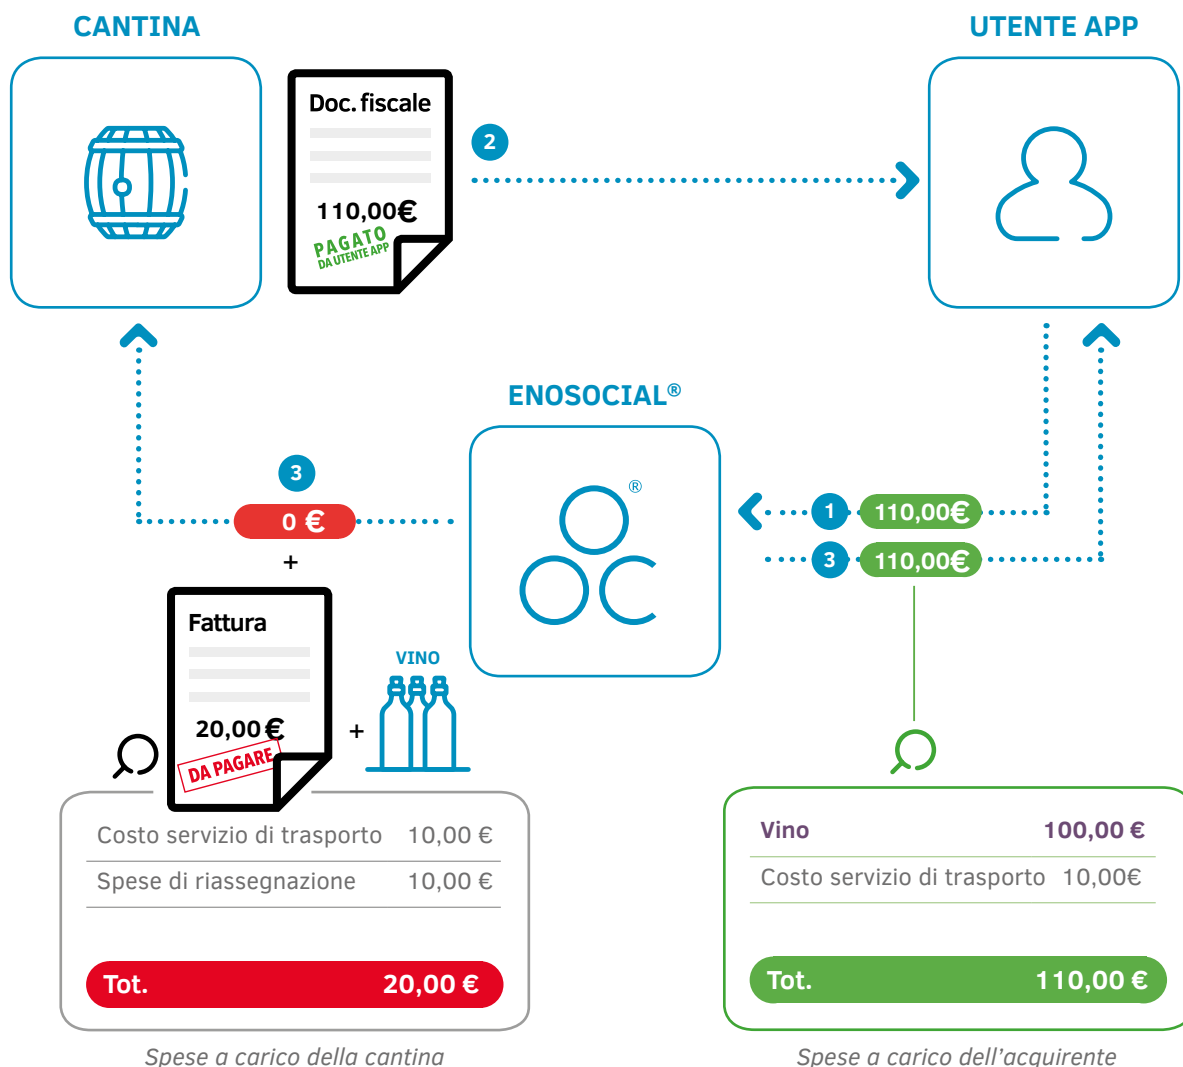 CANTINA
UTENTE APP
Doc. fiscale
110,00€
PAGATO
DA UTENTE APP
2
ENOSOCIAL®
3
0 €
+
®
1
110,00€
3
110,00€
Fattura
20,00 €
DA PAGARE
+
VINO
Costo servizio di trasporto 10,00 €
Spese di riassegnazione 10,00 €
Tot. 20,00 €
Spese a carico della cantina
Vino 100,00 €
Costo servizio di trasporto 10,00€
Tot. 110,00 €
Spese a carico dell'acquirente